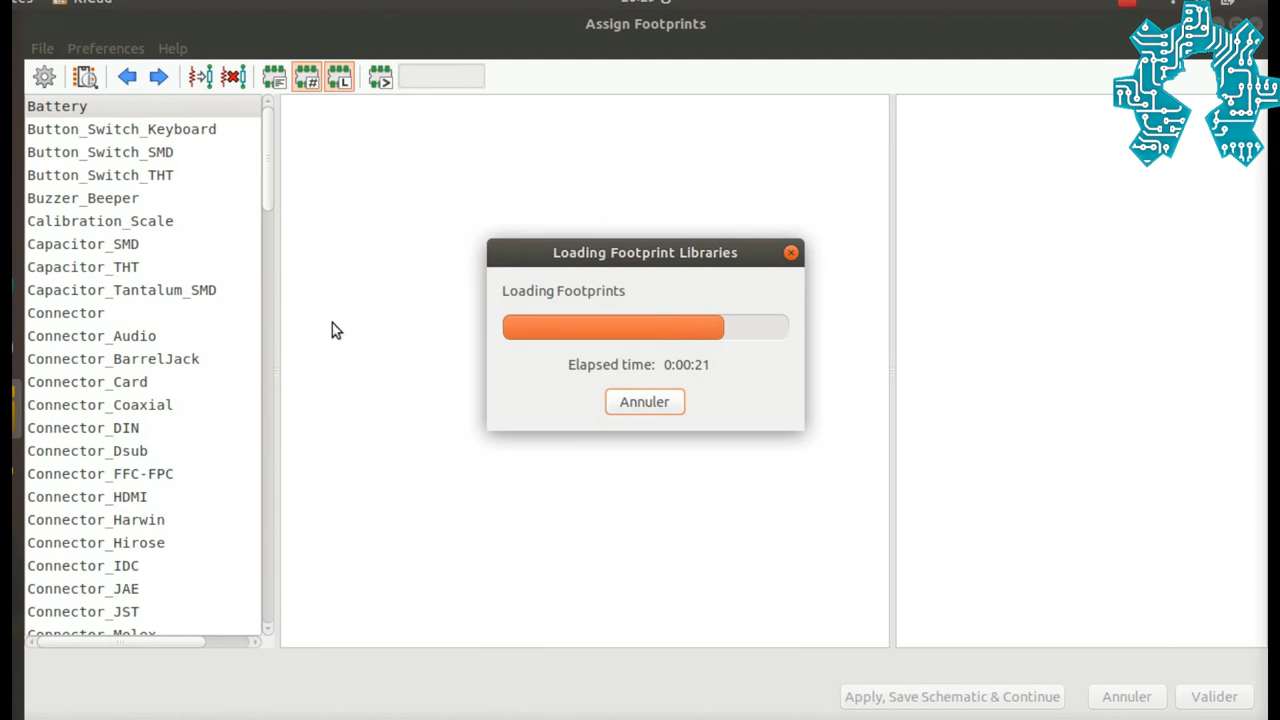 KiCad
Assign Footprints
File Preferences Help
Battery
Button_Switch_Keyboard
Button_Switch_SMD
Button_Switch_THT
Buzzer_Beeper
Calibration_Scale
Capacitor_SMD
Capacitor_THT
Capacitor_Tantalum_SMD
Connector
Connector_Audio
Connector_BarrelJack
Connector_Card
Connector_Coaxial
Connector_DIN
Connector_Dsub
Connector_FFC-FPC
Connector_HDMI
Connector_Harwin
Connector_Hirose
Connector_IDC
Connector_JAE
Connector_JST
Connector_Molex
Loading Footprint Libraries
Loading Footprints
Elapsed time: 0:00:21
Annuler
Apply, Save Schematic & Continue
Annuler
Valider